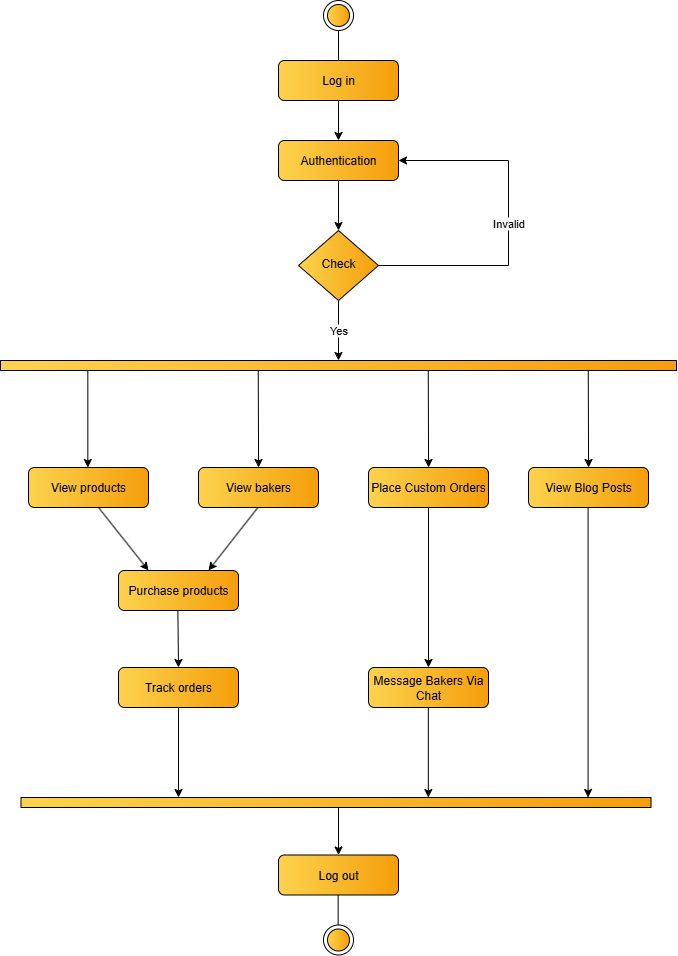 Log in
Authentication
Invalid
Check
Yes
View products
View bakers
Place Custom Orders
View Blog Posts
Purchase products
Track orders
Message Bakers Via
Chat
Log out